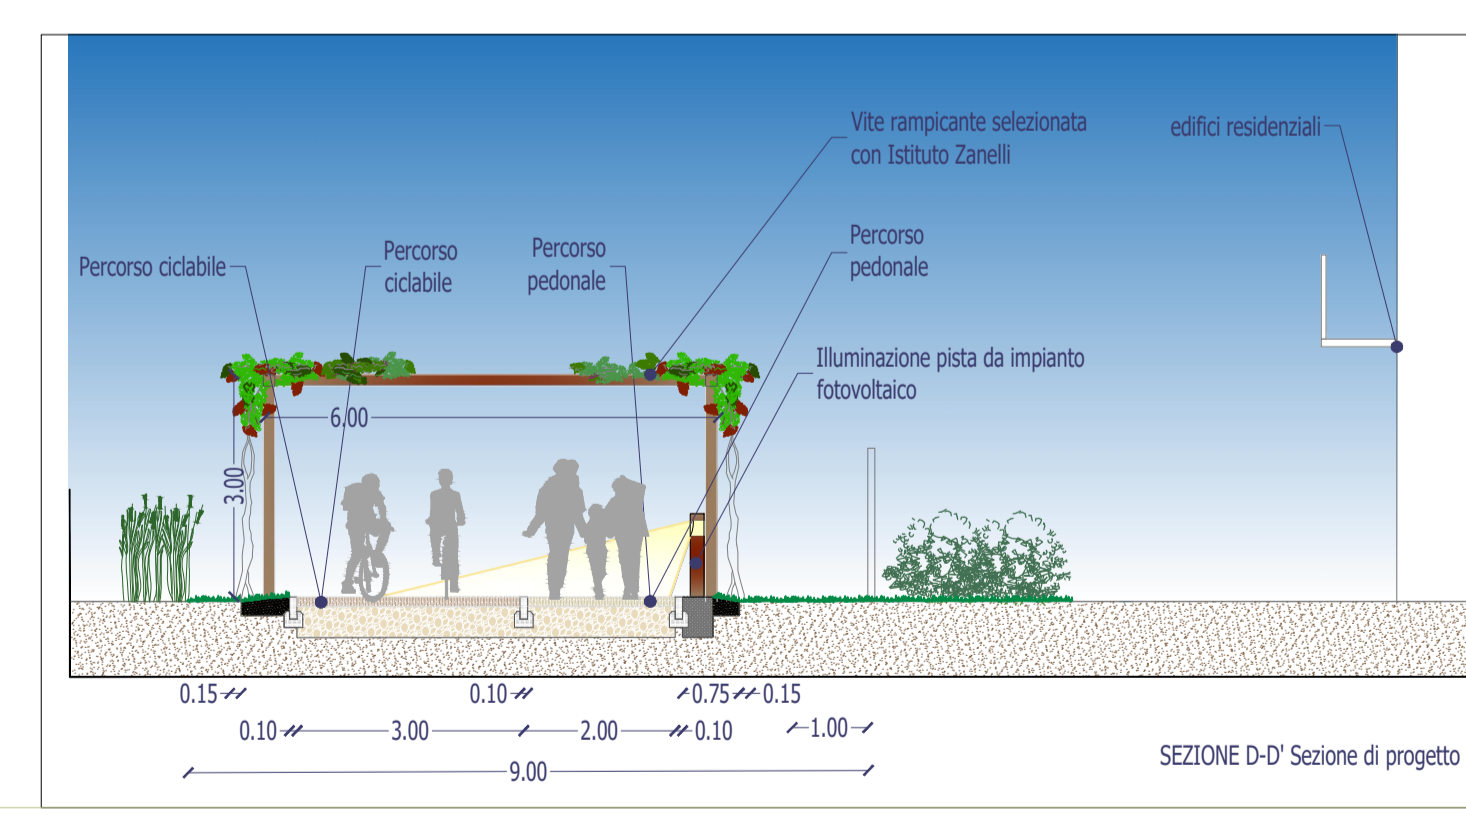 Vite rampicante selezionata
con Istituto Zanelli
edifici residenziali
Percorso ciclabile
Percorso
ciclabile
Percorso
pedonale
Percorso
pedonale
Illuminazione pista da impianto
fotovoltaico
6.00
3.00
0.15
0.10
0.75
0.15
0.10
3.00
2.00
0.10
1.00
9.00
SEZIONE D-D' Sezione di progetto